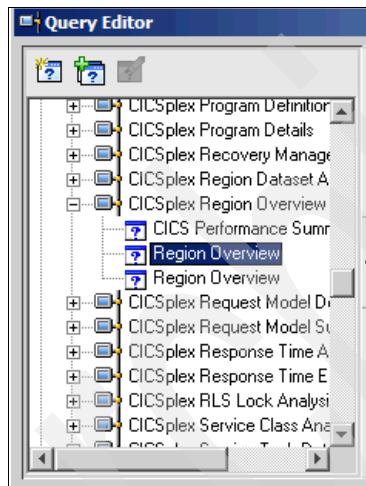 Query Editor
CICSplex Program Definition
CICSplex Program Details
CICSplex Recovery Manage
CICSplex Region Dataset A
CICSplex Region Overview
CICS Performance Summ
Region Overview
Region Overview
CICSplex Request Model De
CICSplex Request Model Su
CICSplex Response Time A
CICSplex Response Time E
CICSplex RLS Lock Analysi
CICSplex Service Class Ana